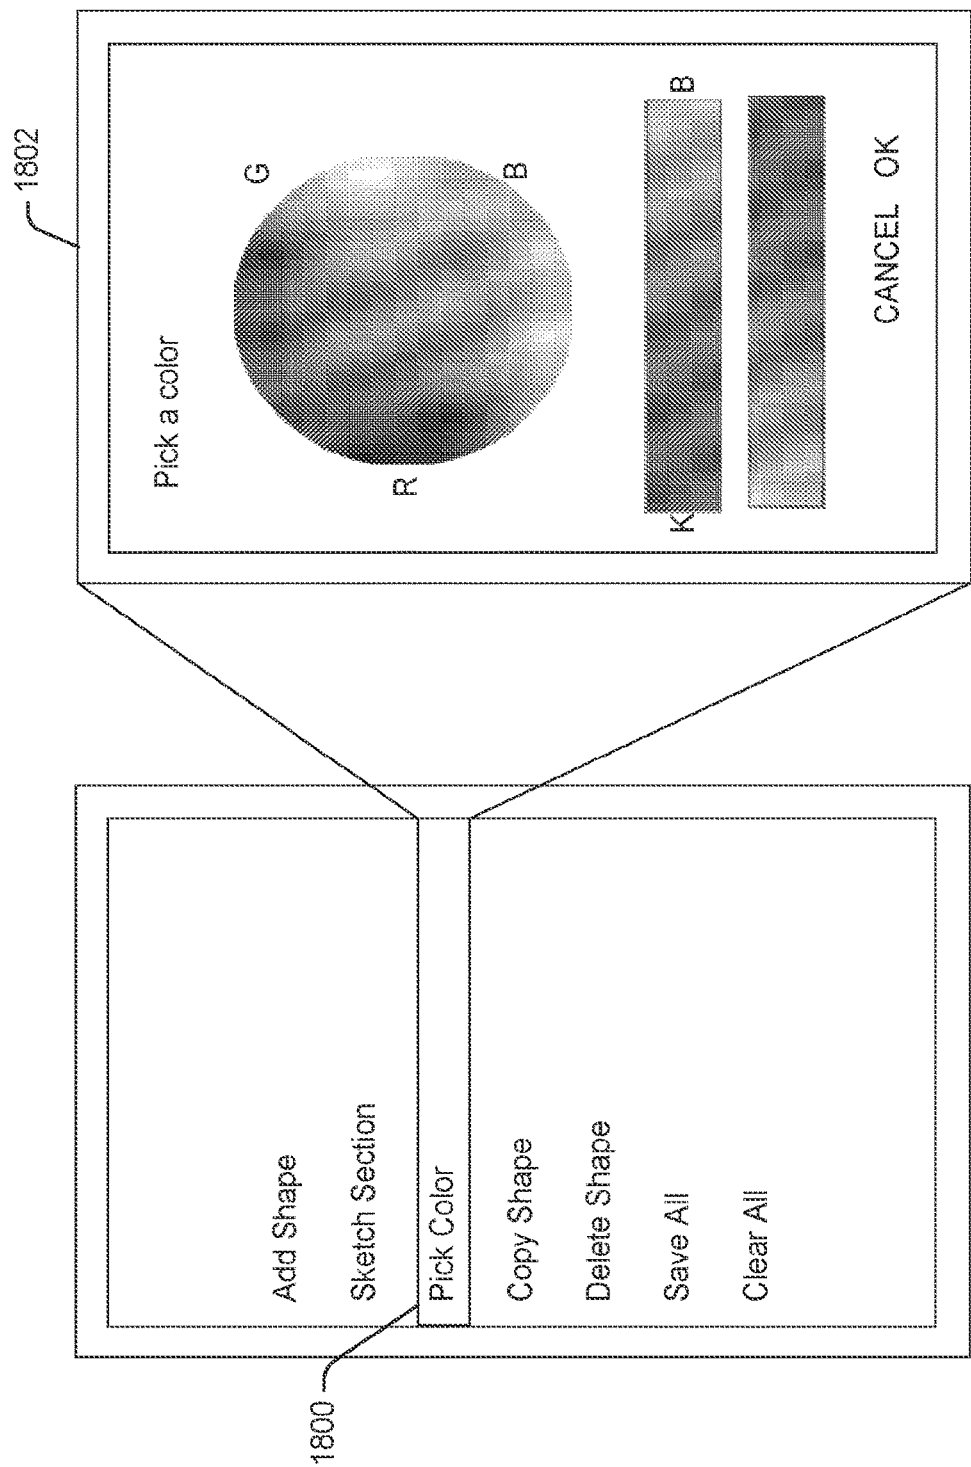 1800
Add Shape
Sketch Section
Pick Color
Copy Shape
Delete Shape
Save All
Clear All
1802
Pick a color
G
R
B
K B
CANCEL OK